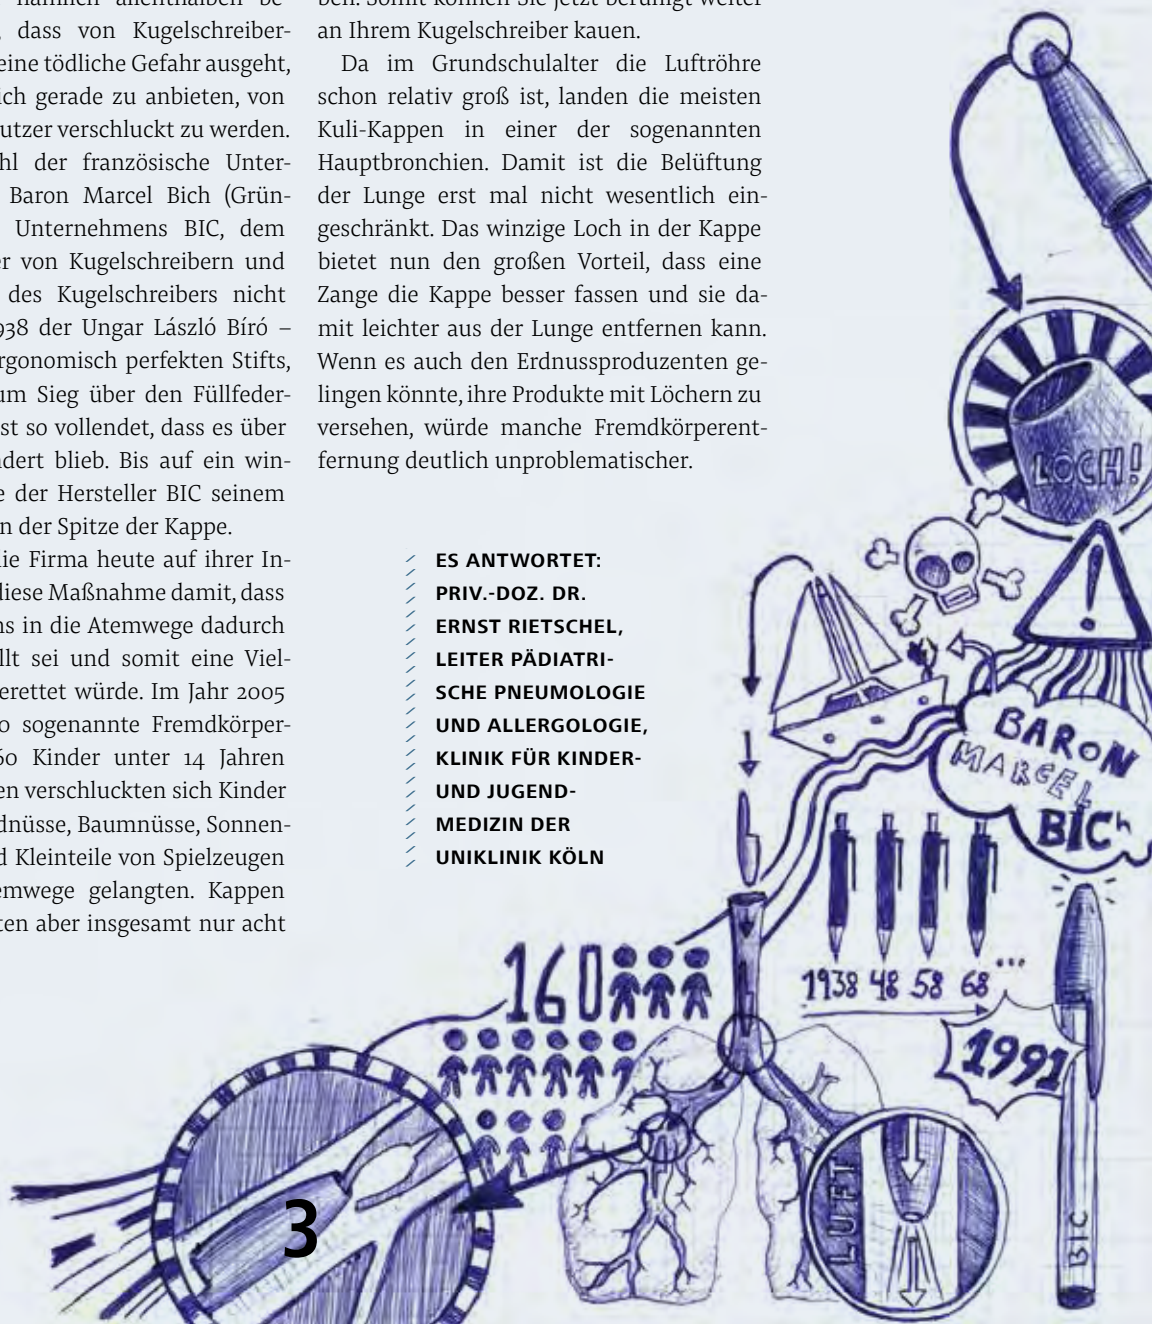 nämlich allenthalben be-
dass von Kugelschreiber-
eine tödliche Gefahr ausgeht,
ich gerade zu anbieten, von
utzer verschluckt zu werden.
hl der französische Unter-
Baron Marcel Bich (Grün-
Unternehmens BIC, dem
er von Kugelschreibern und
des Kugelschreibers nicht
938 der Ungar László Bíró –
rgonomisch perfekten Stifts,
um Sieg über den Füllfeder-
st so vollendet, dass es über
ndert blieb. Bis auf ein win-
e der Hersteller BIC seinem
n der Spitze der Kappe.
die Firma heute auf ihrer In-
diese Maßnahme damit, dass
ns in die Atemwege dadurch
llt sei und somit eine Viel-
erettet würde. Im Jahr 2005
0 sogenannte Fremdkörper-
60 Kinder unter 14 Jahren
en verschluckten sich Kinder
dnüsse, Baumnüsse, Sonnen-
d Kleinteile von Spielzeugen
emwege gelangten. Kappen
ten aber insgesamt nur acht
ben. Somit können Sie jetzt beruhigt weiter
an Ihrem Kugelschreiber kauen.
Da im Grundschulalter die Luftröhre
schon relativ groß ist, landen die meisten
Kuli-Kappen in einer der sogenannten
Hauptbronchien. Damit ist die Belüftung
der Lunge erst mal nicht wesentlich ein-
geschränkt. Das winzige Loch in der Kappe
bietet nun den großen Vorteil, dass eine
Zange die Kappe besser fassen und sie da-
mit leichter aus der Lunge entfernen kann.
Wenn es auch den Erdnussproduzenten ge-
lingen könnte, ihre Produkte mit Löchern zu
versehen, würde manche Fremdkörperent-
fernung deutlich unproblematischer.
ES ANTWORTET:
PRIV.-DOZ. DR.
ERNST RIETSCHEL,
LEITER PÄDIATRI-
SCHE PNEUMOLOGIE
UND ALLERGOLOGIE,
KLINIK FÜR KINDER-
UND JUGEND-
MEDIZIN DER
UNIKLINIK KÖLN
LOCH!
BARON
MARCEL
BICh
1938 48 58 68 ...
160
1991
LUFT
BIC
3